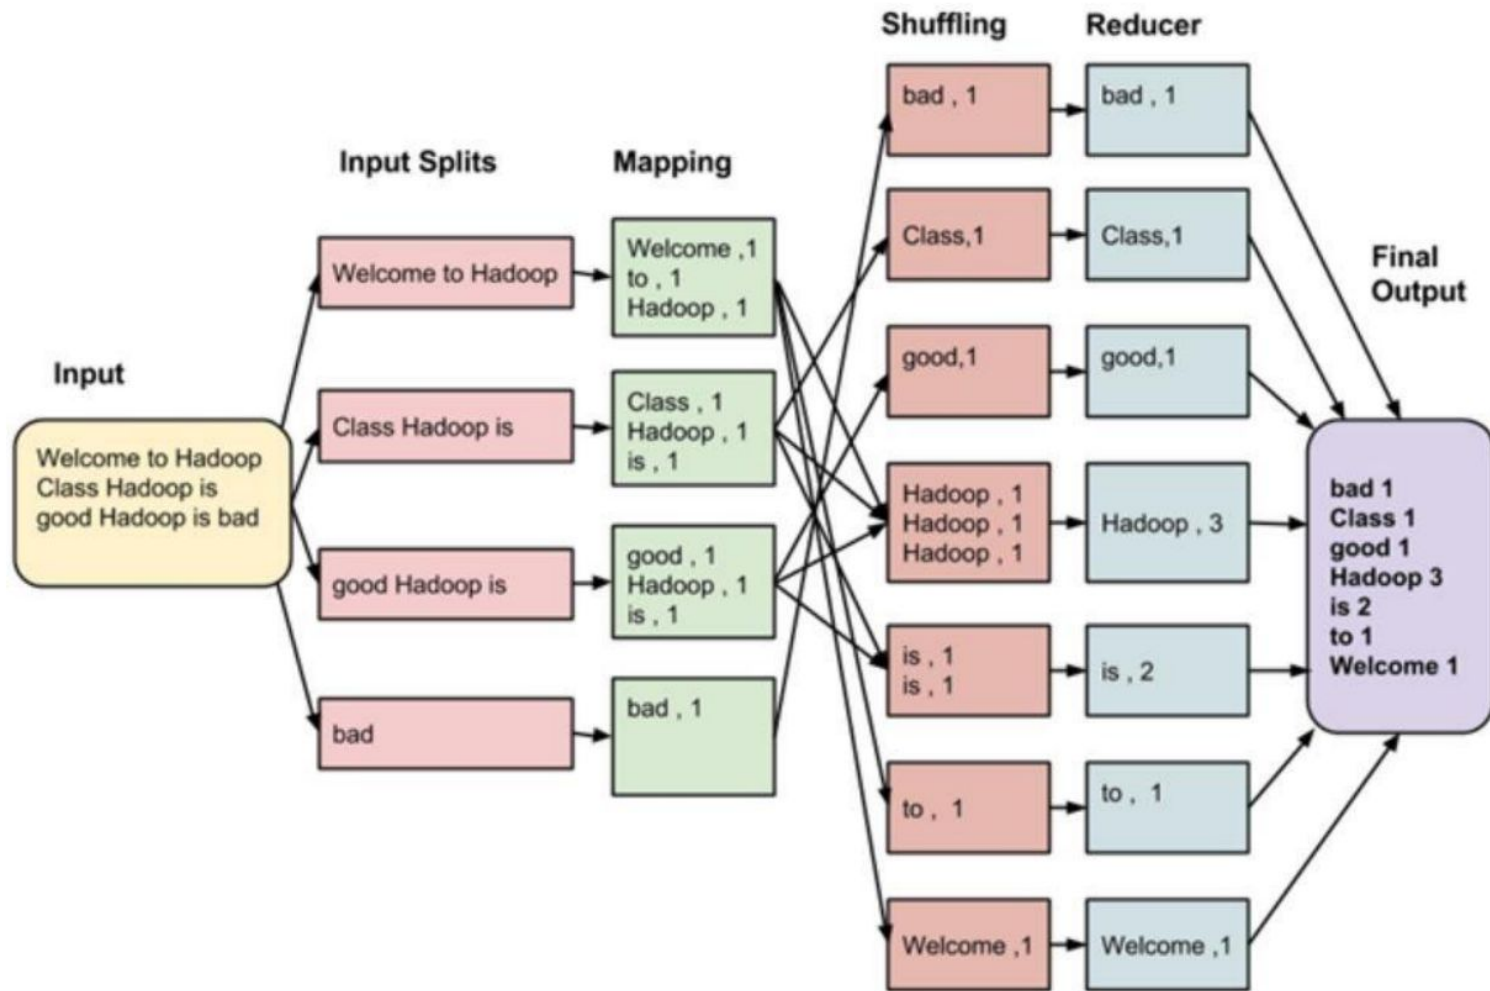 Input
Welcome to Hadoop
Class Hadoop is
good Hadoop is bad
Input Splits
Welcome to Hadoop
Class Hadoop is
good Hadoop is
bad
Mapping
Welcome ,1
to , 1
Hadoop , 1
Class , 1
Hadoop , 1
is , 1
good , 1
Hadoop , 1
is , 1
bad , 1
Shuffling
bad , 1
Class,1
good,1
Hadoop , 1
Hadoop , 1
Hadoop , 1
is , 1
is , 1
to , 1
Welcome ,1
Reducer
bad , 1
Class,1
good,1
Hadoop , 3
is , 2
to , 1
Welcome ,1
Final
Output
bad 1
Class 1
good 1
Hadoop 3
is 2
to 1
Welcome 1